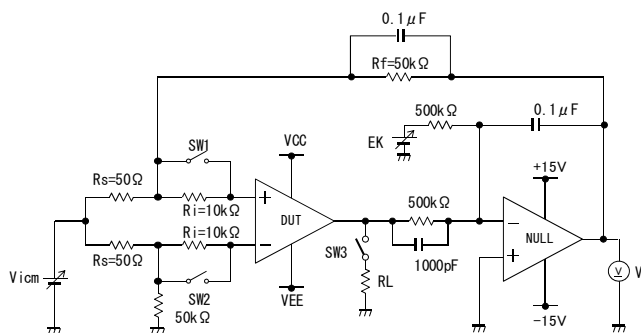 0.1μF
Rf=50kΩ
500kΩ
0.1μF
EK
SW1
VCC
+15V
Rs=50Ω
Ri=10kΩ
Ri=10kΩ
DUT
500kΩ
NULL
Rs=50Ω
SW3
1000pF
V
V
Vicm
SW2
50kΩ
VEE
RL
-15V